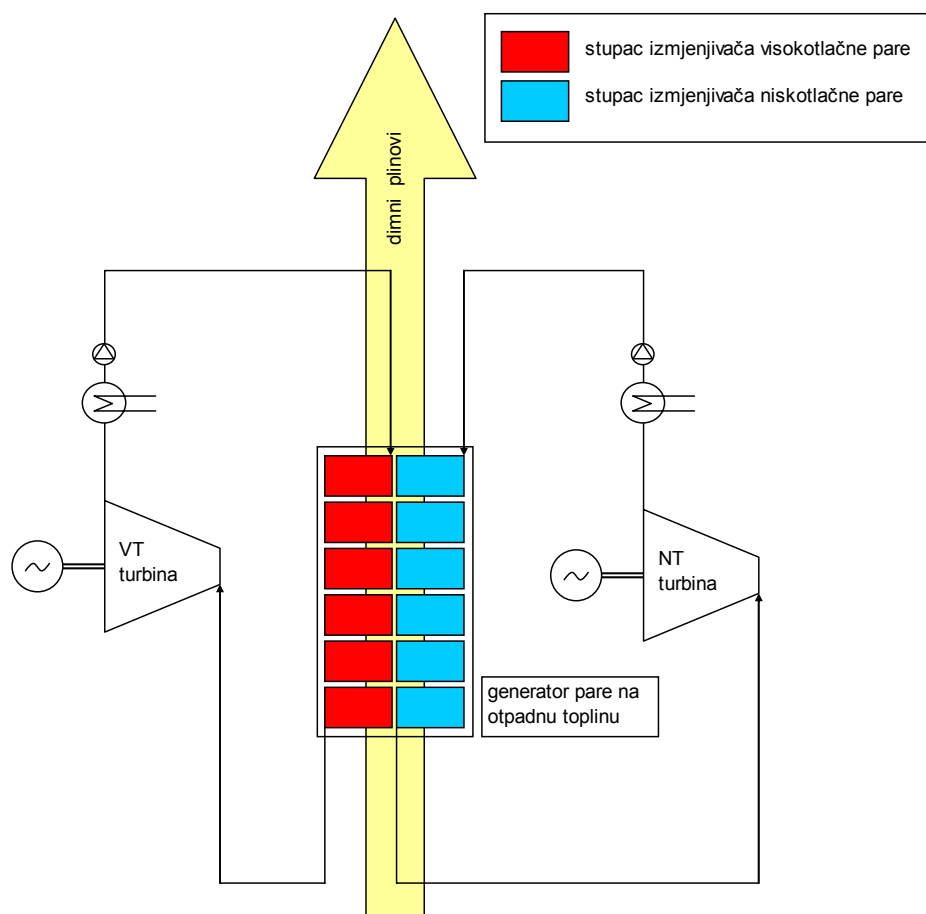 stupac izmjenjivača visokotlačne pare
stupac izmjenjivača niskotlačne pare
dimni plinovi
VT
turbina
NT
turbina
generator pare na
otpadnu toplinu